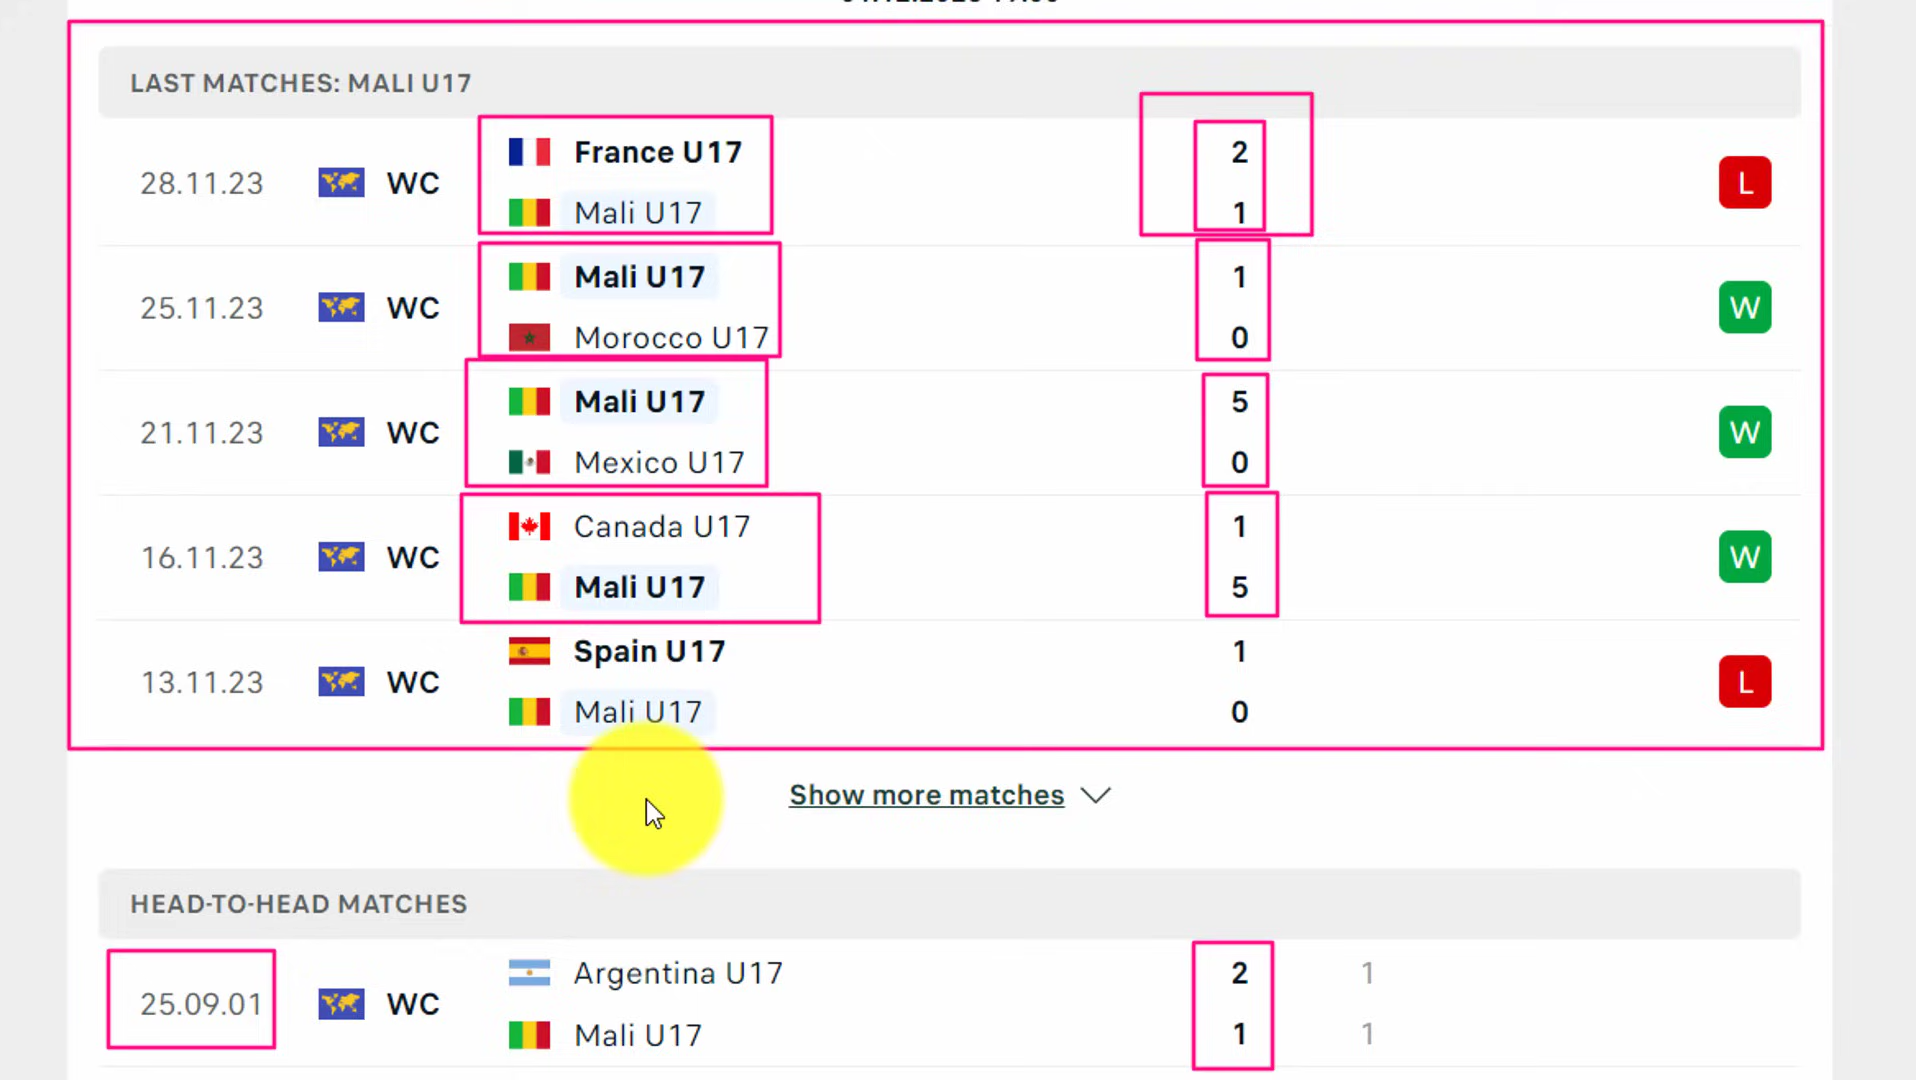 LAST MATCHES: MALI U17
28.11.23 WC France U17 2 L
Mali U17 1
25.11.23 WC Mali U17 1 W
Morocco U17 0
21.11.23 WC Mali U17 5 W
Mexico U17 0
16.11.23 WC Canada U17 1 W
Mali U17 5
13.11.23 WC Spain U17 1 L
Mali U17 0
Show more matches
HEAD-TO-HEAD MATCHES
25.09.01 WC Argentina U17 2 1
Mali U17 1 1